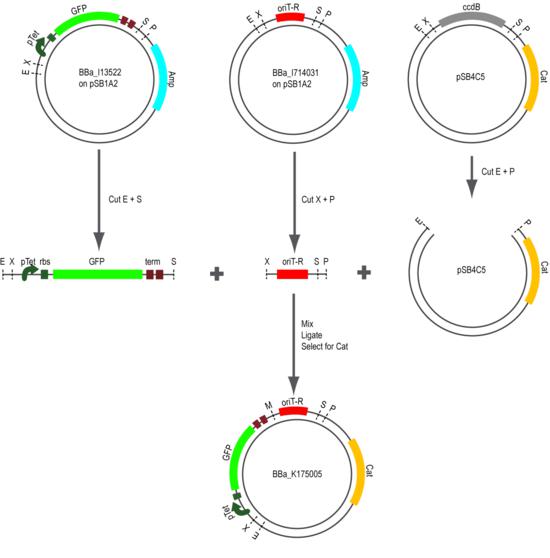 GFP
pTet
E X
S P
Amp
BBa_I13522
on pSB1A2
oriT-R
E X
S P
Amp
BBa_I714031
on pSB1A2
ccdB
E X
S P
Cat
pSB4C5
Cut E + S
Cut X + P
Cut E + P
E X pTet rbs GFP term S
+
X oriT-R S P
+
E P
Cat
pSB4C5
Mix
Ligate
Select for Cat
M oriT-R S P
GFP
pTet
X E
Cat
BBa_K175005